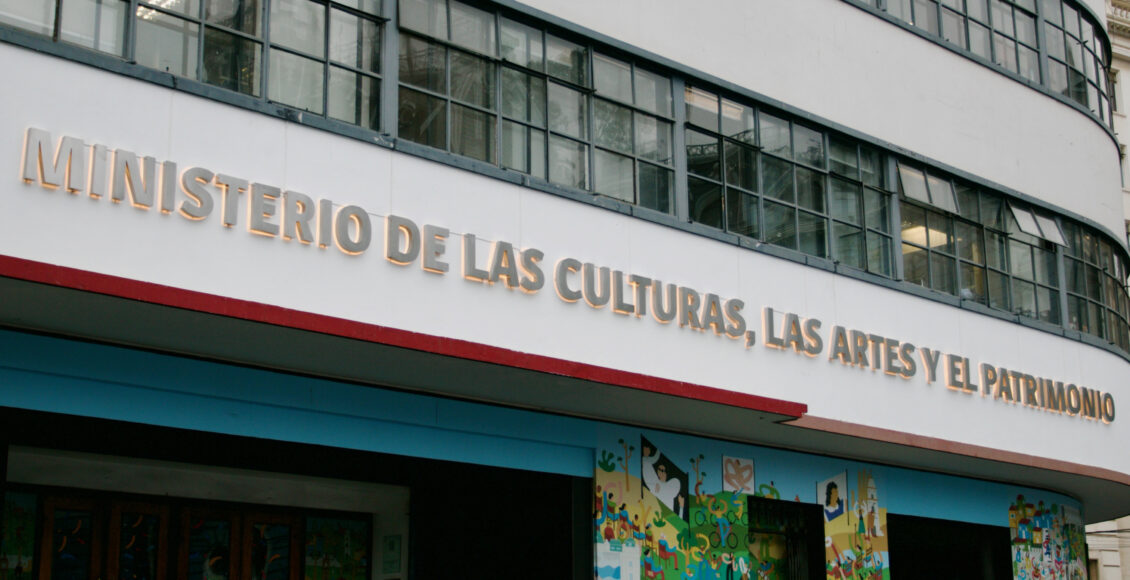 MINISTERIO DE LAS CULTURAS, LAS ARTES Y EL PATRIMONIO